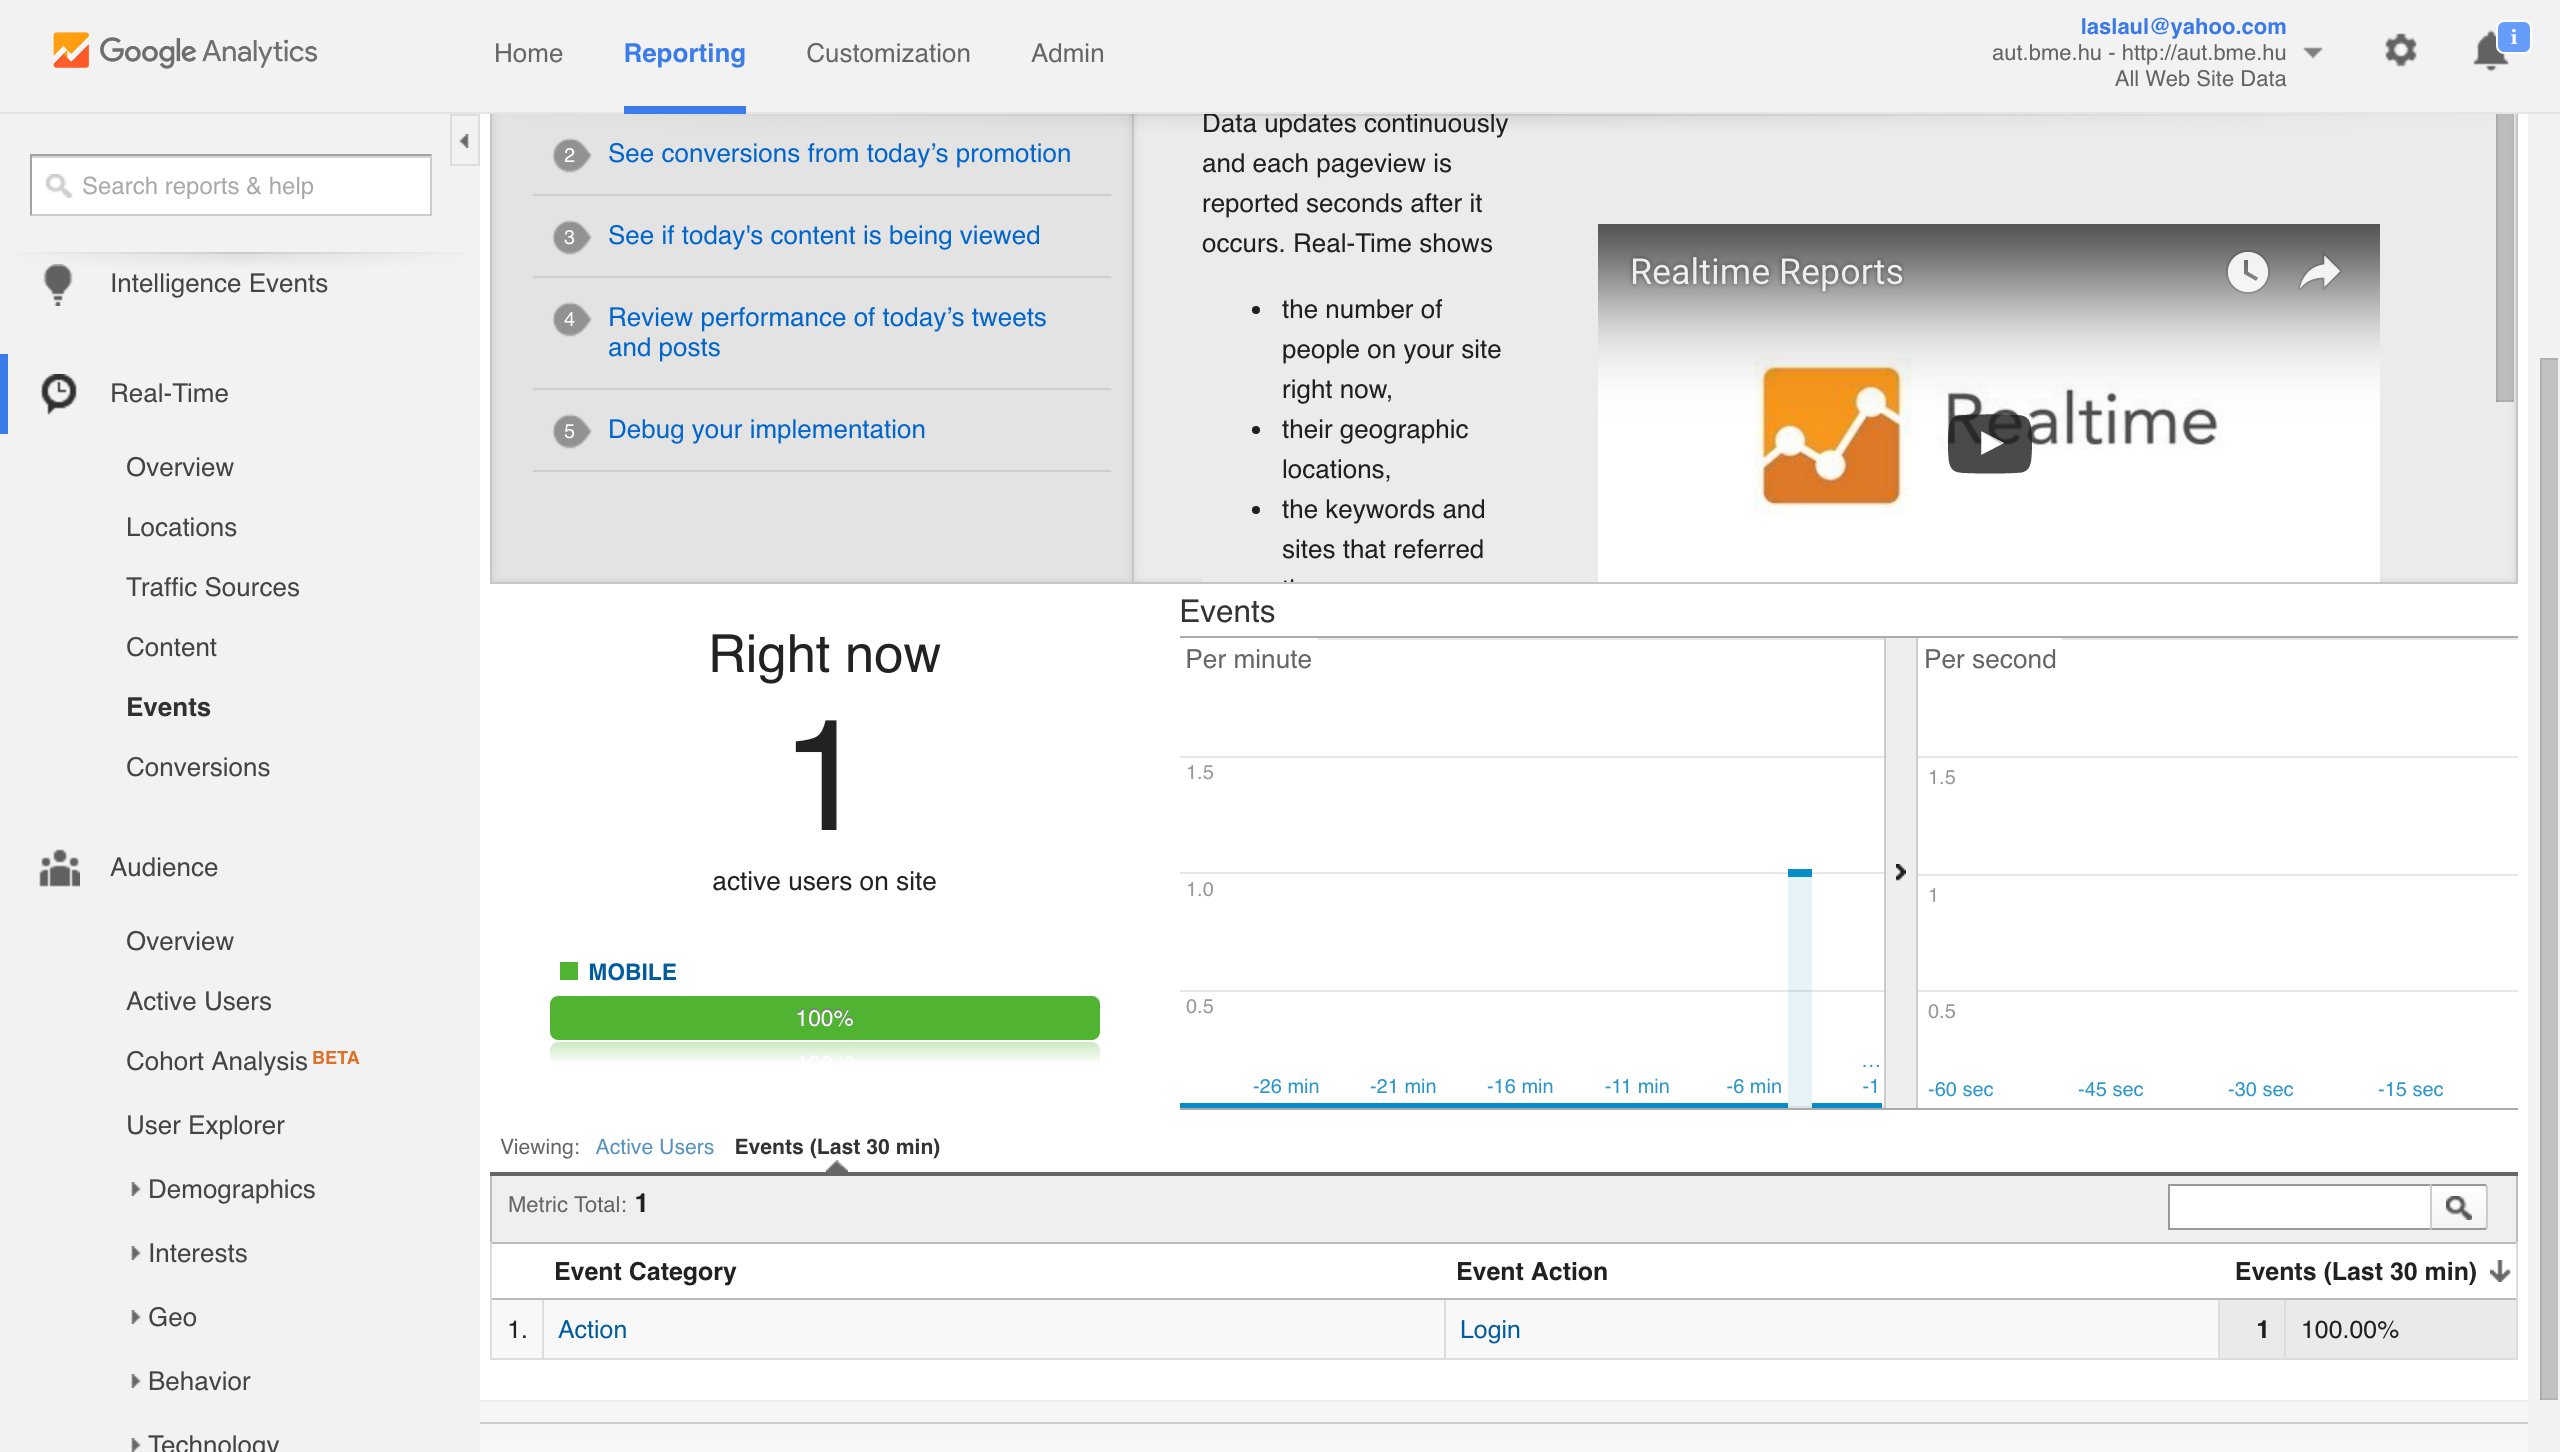 Google Analytics
Home
Reporting
Customization
Admin
laslaul@yahoo.com
aut.bme.hu - http://aut.bme.hu
All Web Site Data
i
Search reports & help
Intelligence Events
Real-Time
Overview
Locations
Traffic Sources
Content
Events
Conversions
Audience
Overview
Active Users
Cohort Analysis BETA
User Explorer
Demographics
Interests
Geo
Behavior
Technology
2 See conversions from today’s promotion
3 See if today's content is being viewed
4 Review performance of today’s tweets
and posts
5 Debug your implementation
Data updates continuously
and each pageview is
reported seconds after it
occurs. Real-Time shows
• the number of
people on your site
right now,
• their geographic
locations,
• the keywords and
sites that referred
Realtime Reports
Realtime
Right now
1
active users on site
MOBILE
100%
Events
Per minute
1.5
1.0
0.5
-26 min
-21 min
-16 min
-11 min
-6 min
...
-1
Per second
1.5
1
0.5
-60 sec
-45 sec
-30 sec
-15 sec
Viewing: Active Users Events (Last 30 min)
Metric Total: 1
Event Category Event Action Events (Last 30 min)
1. Action Login 1 100.00%